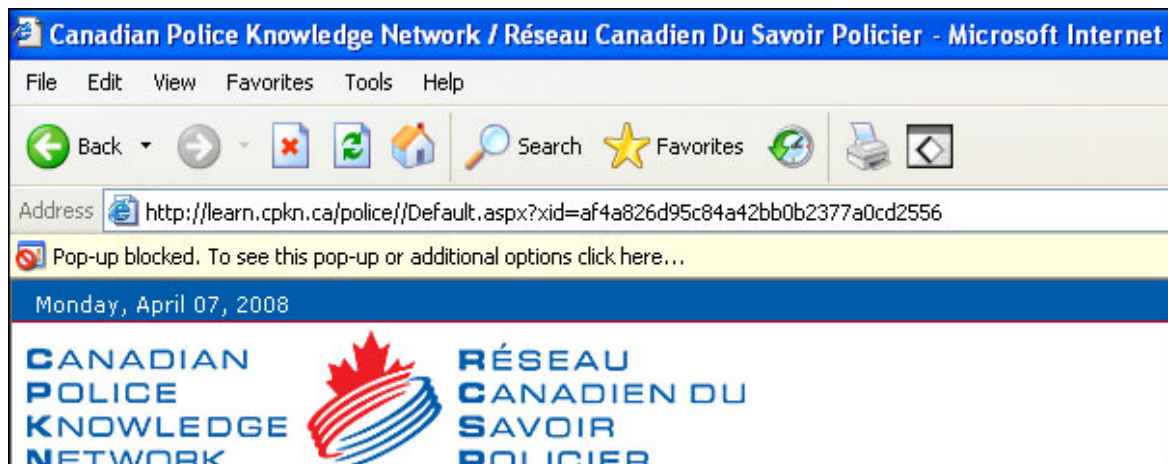 Canadian Police Knowledge Network / Réseau Canadien Du Savoir Policier - Microsoft Internet
File Edit View Favorites Tools Help
Back Search Favorites
Address http://learn.cpkn.ca/police//Default.aspx?xid=af4a826d95c84a42bb0b2377a0cd2556
Pop-up blocked. To see this pop-up or additional options click here...
Monday, April 07, 2008
CANADIAN
POLICE
KNOWLEDGE
NETWORK
RÉSEAU
CANADIEN DU
SAVOIR
POLICIER